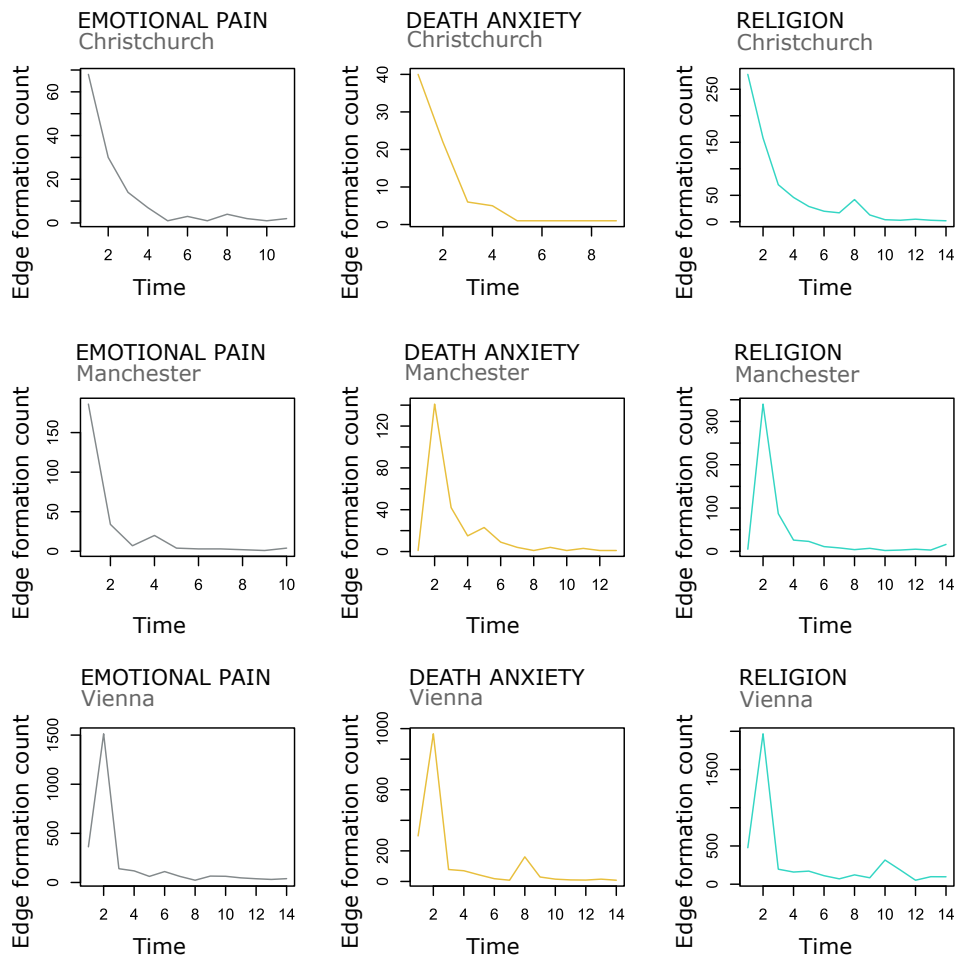 EMOTIONAL PAIN
Christchurch
Edge formation count
0 20 40 60
2 4 6 8 10
Time
DEATH ANXIETY
Christchurch
Edge formation count
0 10 20 30 40
2 4 6 8
Time
RELIGION
Christchurch
Edge formation count
0 50 150 250
2 4 6 8 10 12 14
Time
EMOTIONAL PAIN
Manchester
Edge formation count
0 50 100 150
2 4 6 8 10
Time
DEATH ANXIETY
Manchester
Edge formation count
0 40 80 120
2 4 6 8 10 12
Time
RELIGION
Manchester
Edge formation count
0 100 200 300
2 4 6 8 10 12 14
Time
EMOTIONAL PAIN
Vienna
Edge formation count
0 500 1000 1500
2 4 6 8 10 12 14
Time
DEATH ANXIETY
Vienna
Edge formation count
0 200 400 600 1000
2 4 6 8 10 12 14
Time
RELIGION
Vienna
Edge formation count
0 500 1500
2 4 6 8 10 12 14
Time